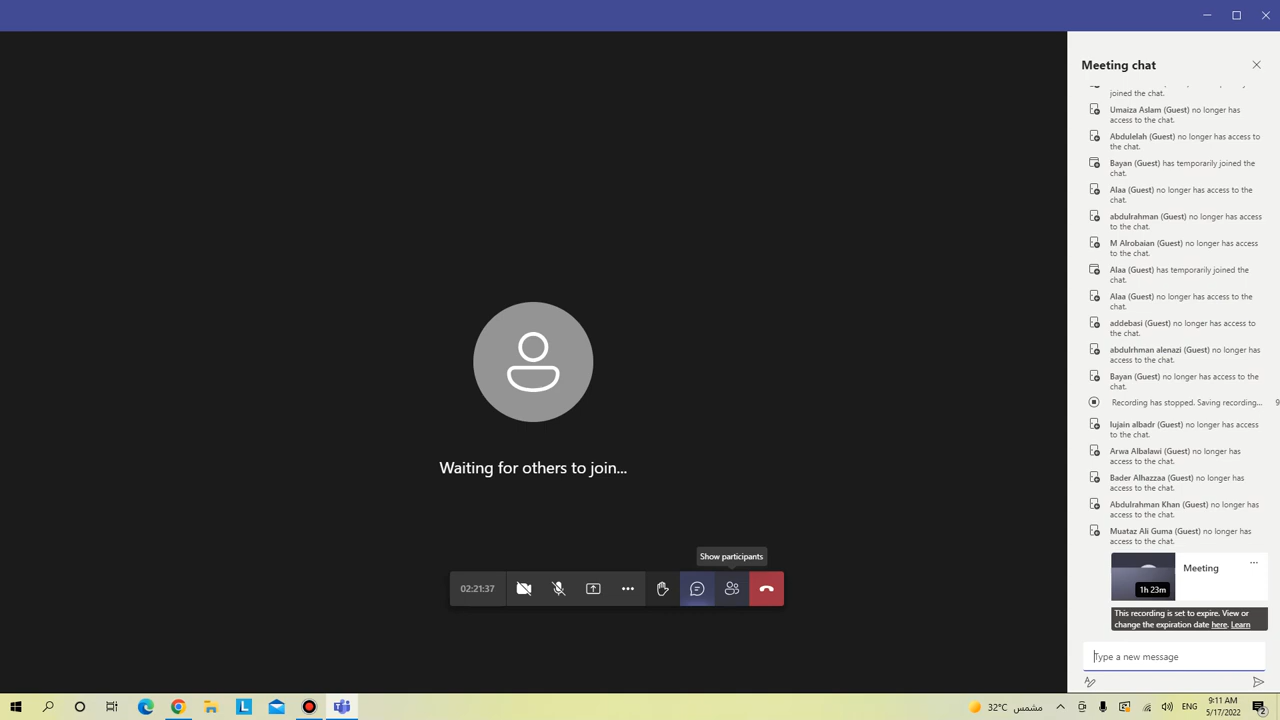 Meeting chat
joined the chat.
Umaiza Aslam (Guest) no longer has
access to the chat.
Abdulelah (Guest) no longer has access to
the chat.
Bayan (Guest) has temporarily joined the
chat.
Alaa (Guest) no longer has access to the
chat.
abdulrahman (Guest) no longer has access
to the chat.
M Alrobaian (Guest) no longer has access
to the chat.
Alaa (Guest) has temporarily joined the
chat.
Alaa (Guest) no longer has access to the
chat.
addebasi (Guest) no longer has access to
the chat.
abdulrhman alenazi (Guest) no longer has
access to the chat.
Bayan (Guest) no longer has access to the
chat.
Recording has stopped. Saving recording... 9
lujain albadr (Guest) no longer has access
to the chat.
Arwa Albalawi (Guest) no longer has
access to the chat.
Bader Alhazzaa (Guest) no longer has
access to the chat.
Abdulrahman Khan (Guest) no longer has
access to the chat.
Muataz Ali Guma (Guest) no longer has
access to the chat.
Meeting
1h 23m
This recording is set to expire. View or
change the expiration date here. Learn
Type a new message
Waiting for others to join...
Show participants
02:21:37
32°C مشمس
ENG
9:11 AM
5/17/2022
2